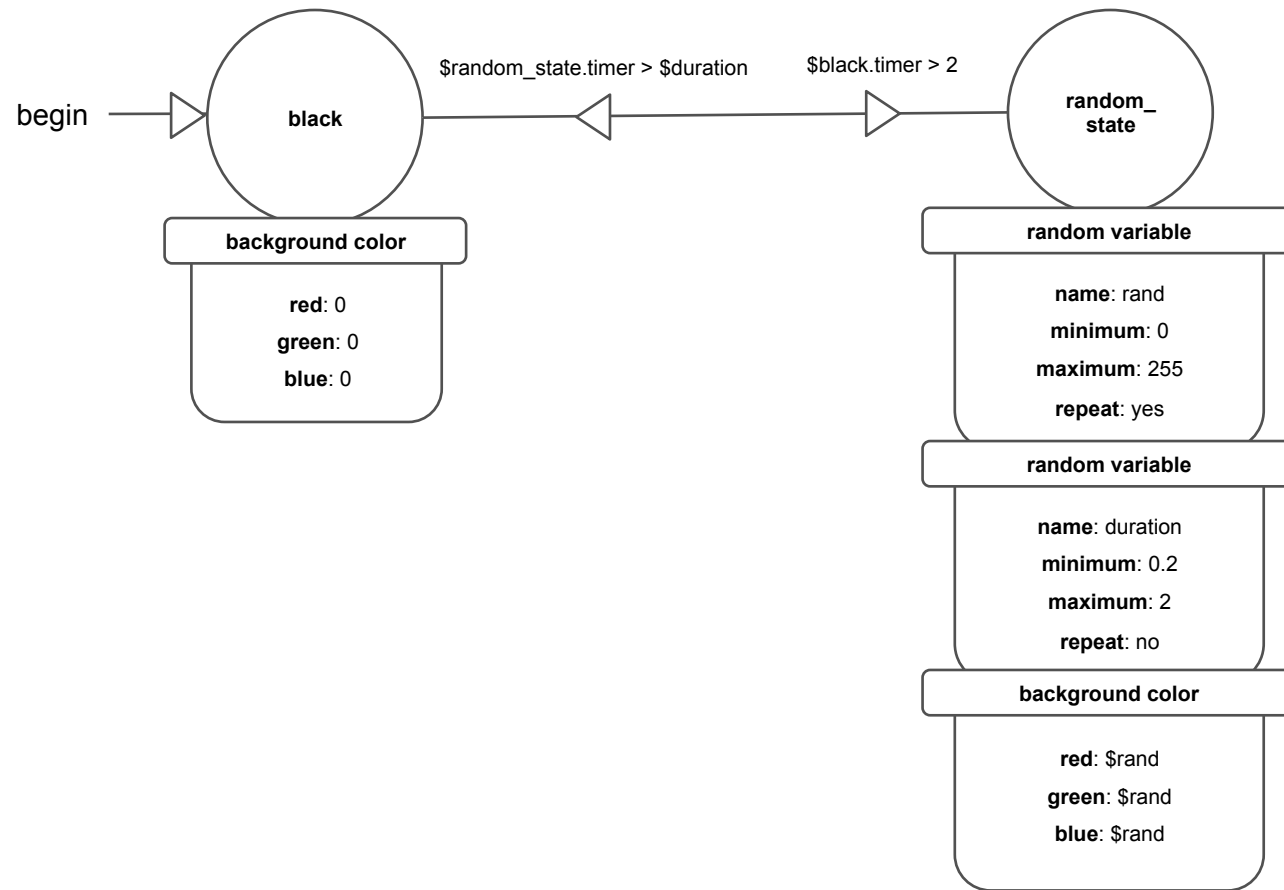 $random_state.timer > $duration
$black.timer > 2
begin
black
random_
state
background color
red: 0
green: 0
blue: 0
random variable
name: rand
minimum: 0
maximum: 255
repeat: yes
random variable
name: duration
minimum: 0.2
maximum: 2
repeat: no
background color
red: $rand
green: $rand
blue: $rand